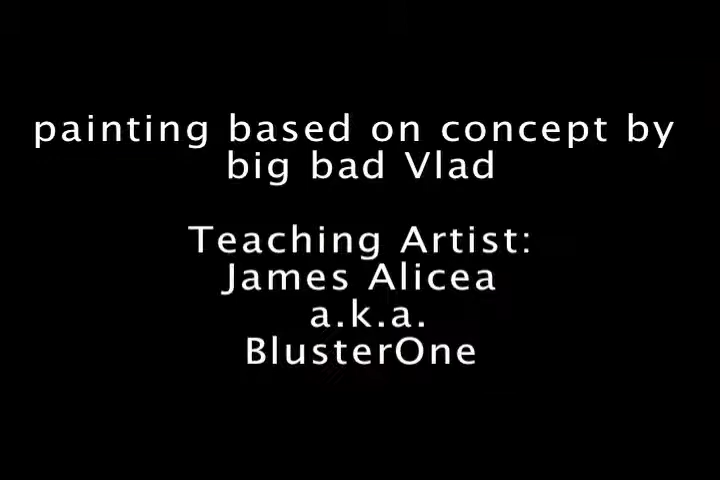 painting based on concept by
big bad Vlad
Teaching Artist:
James Alicea
a.k.a.
BlusterOne